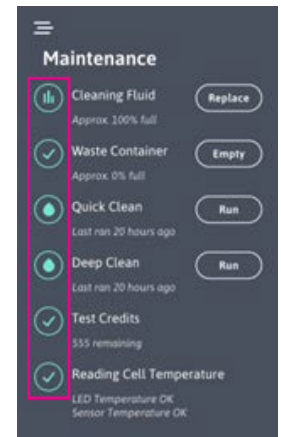 Maintenance
Cleaning Fluid
Replace
Approx. 100% full
Waste Container
Empty
Approx. 0% full
Quick Clean
Run
Last ran 20 hours ago
Deep Clean
Run
Last ran 20 hours ago
Test Credits
555 remaining
Reading Cell Temperature
LED Temperature OK
Sensor Temperature OK